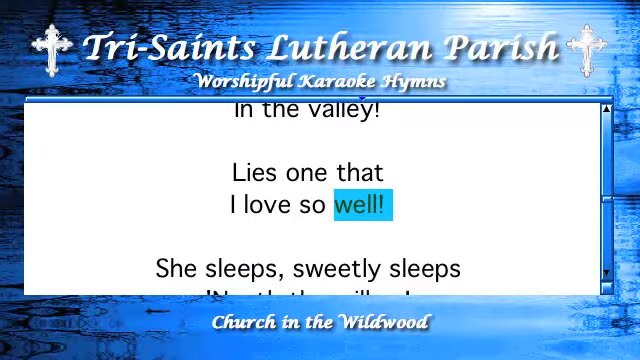 Tri-Saints Lutheran Parish
Worshipful Karaoke Hymns
In the valley!
Lies one that
I love so well!
She sleeps, sweetly sleeps
Church in the Wildwood